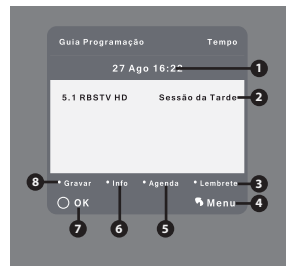 Guia Programação Tempo
27 Ago 16:22 1
5.1 RBSTV HD Sessão da Tarde 2
8 Gravar Info Agenda Lembrete 3
OK Menu 4
7 6 5